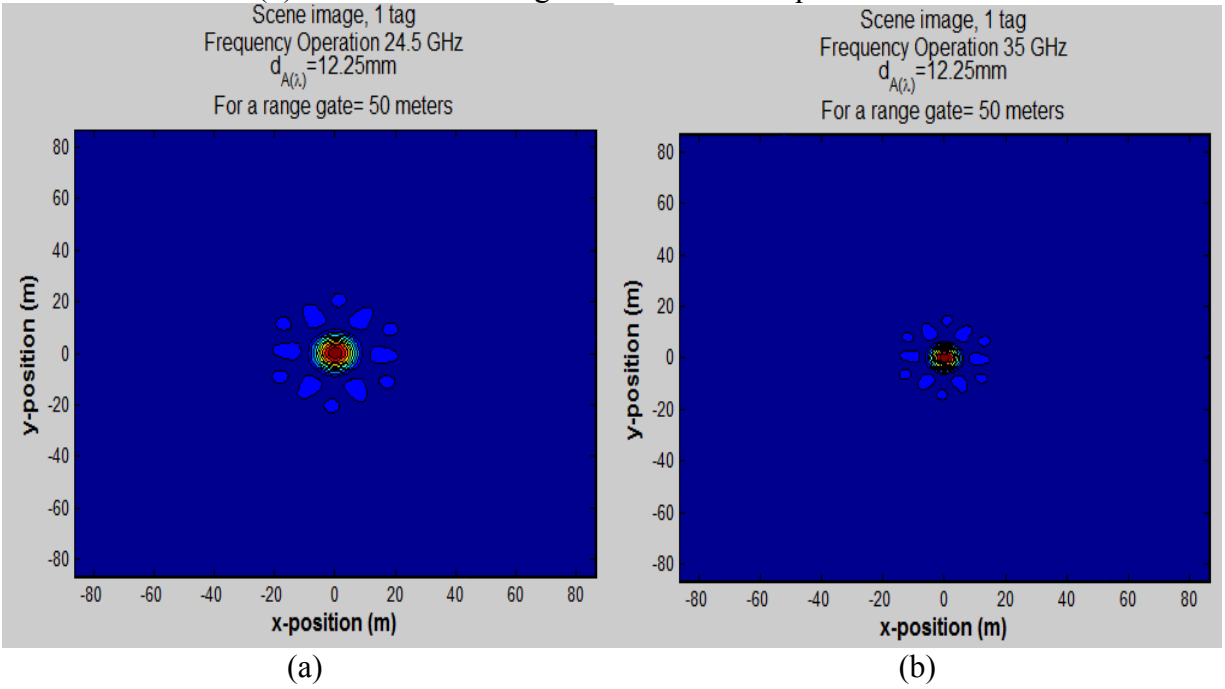 Scene image, 1 tag
Frequency Operation 24.5 GHz
d_A(λ)=12.25mm
For a range gate= 50 meters
80
60
40
20
0
-20
-40
-60
-80
y-position (m)
-80 -60 -40 -20 0 20 40 60 80
x-position (m)
(a)
Scene image, 1 tag
Frequency Operation 35 GHz
d_A(λ)=12.25mm
For a range gate= 50 meters
80
60
40
20
0
-20
-40
-60
-80
y-position (m)
-80 -60 -40 -20 0 20 40 60 80
x-position (m)
(b)